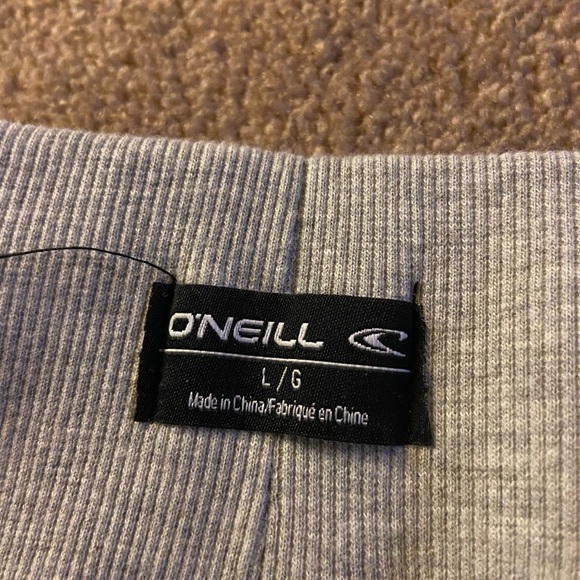 O'NEILL
L / G
Made in China/Fabriqué en Chine